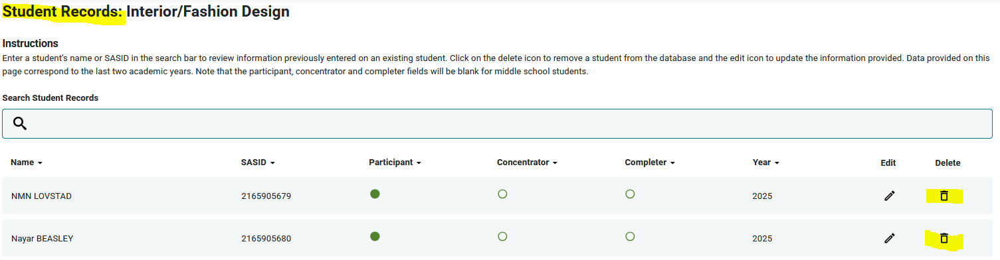 Student Records: Interior/Fashion Design
Instructions
Enter a student's name or SASID in the search bar to review information previously entered on an existing student. Click on the delete icon to remove a student from the database and the edit icon to update the information provided. Data provided on this
page correspond to the last two academic years. Note that the participant, concentrator and completer fields will be blank for middle school students.
Search Student Records
Name SASID Participant Concentrator Completer Year Edit Delete
NMN LOVSTAD 2165905679 2025
Nayar BEASLEY 2165905680 2025